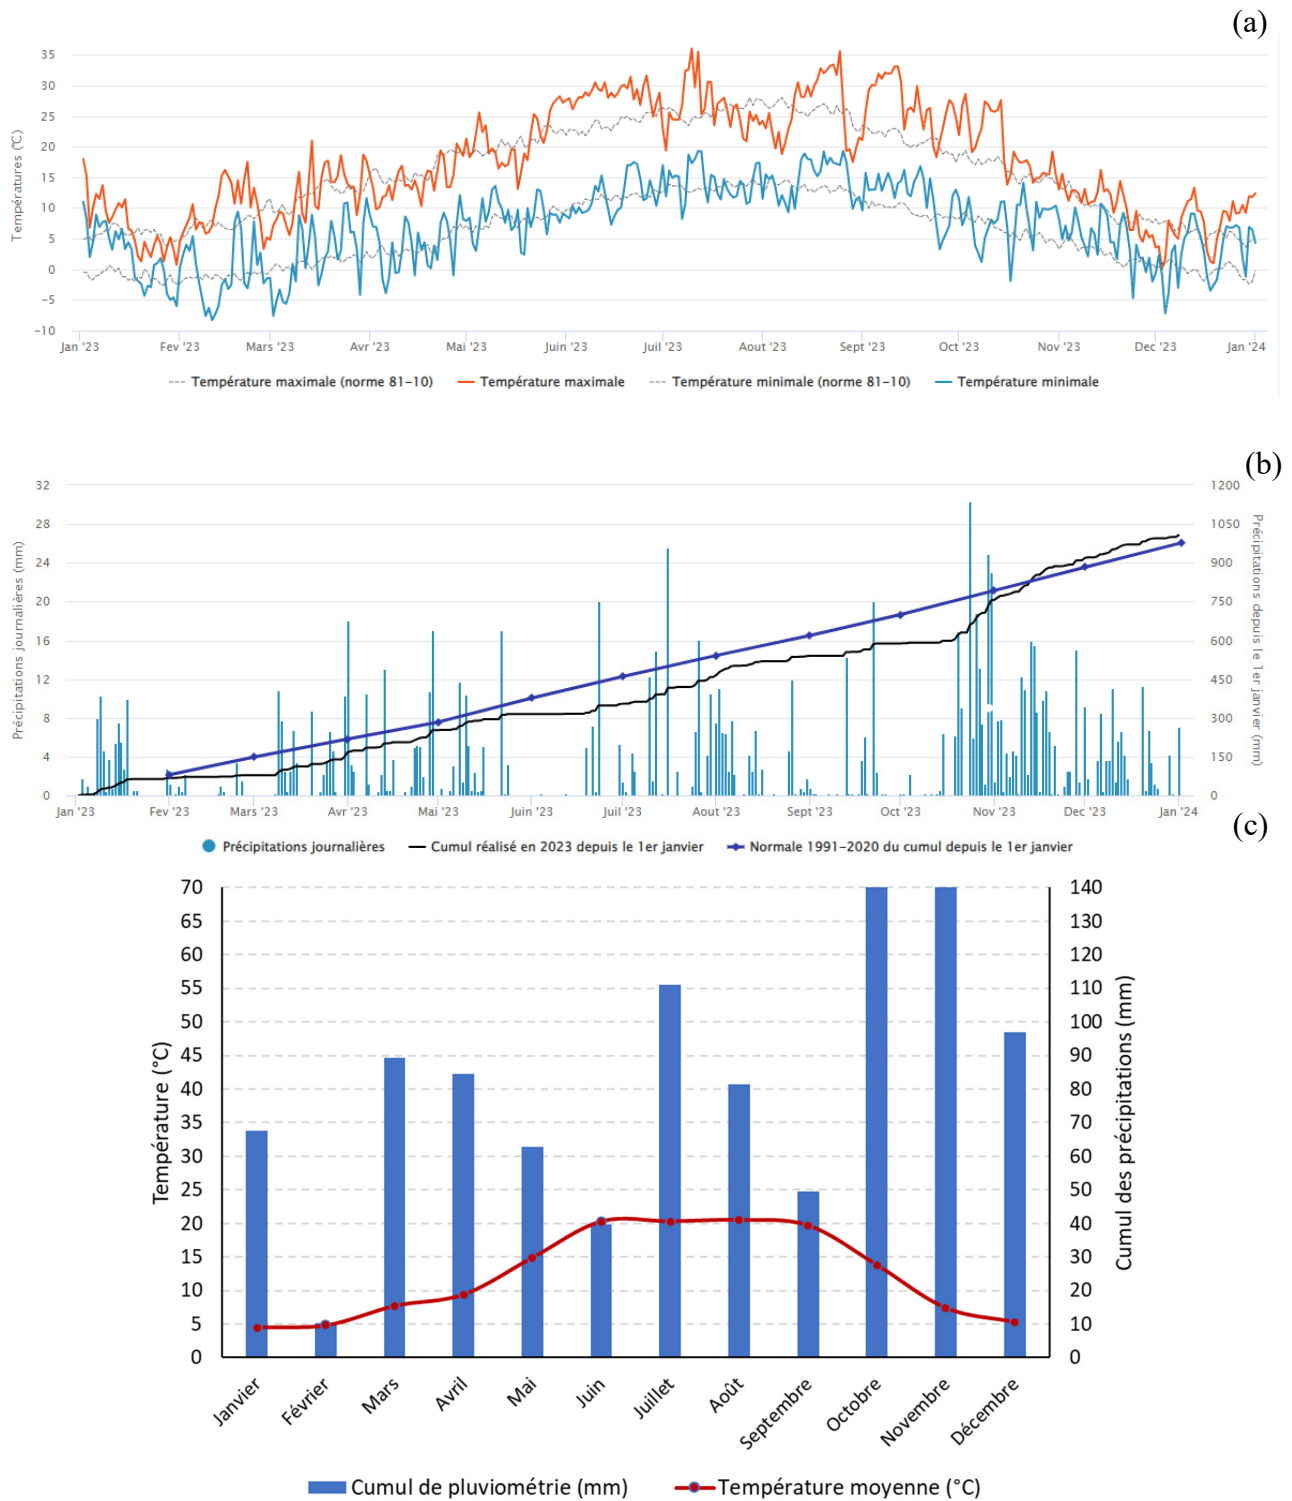 (a)
Températures (°C)
35
30
25
20
15
10
5
0
−5
−10
Jan '23 Fev '23 Mars '23 Avr '23 Mai '23 Juin '23 Juil '23 Aout '23 Sept '23 Oct '23 Nov '23 Dec '23 Jan '24
Température maximale (norme 81−10) Température maximale Température minimale (norme 81−10) Température minimale
(b)
Précipitations journalières (mm)
32 1200
28 1050
24 900
20 750
16 600
12 450
8 300
4 150
0 0
Précipitations depuis le 1er janvier (mm)
Jan '23 Fev '23 Mars '23 Avr '23 Mai '23 Juin '23 Juil '23 Aout '23 Sept '23 Oct '23 Nov '23 Dec '23 Jan '24
Précipitations journalières Cumul réalisé en 2023 depuis le 1er janvier Normale 1991−2020 du cumul depuis le 1er janvier
(c)
Température (°C)
70 140
65 130
60 120
55 110
50 100
45 90
40 80
35 70
30 60
25 50
20 40
15 30
10 20
5 10
0 0
Cumul des précipitations (mm)
Janvier Février Mars Avril Mai Juin Juillet Août Septembre Octobre Novembre Décembre
Cumul de pluviométrie (mm) Température moyenne (°C)